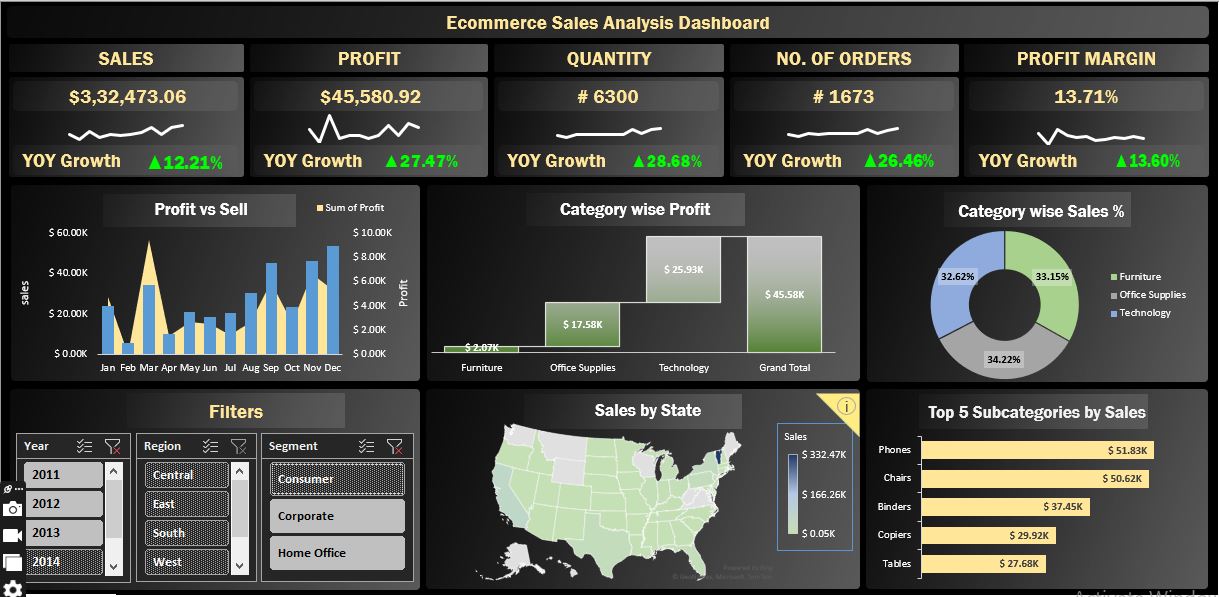 Ecommerce Sales Analysis Dashboard
SALES
$3,32,473.06
YOY Growth ▲12.21%
PROFIT
$45,580.92
YOY Growth ▲27.47%
QUANTITY
# 6300
YOY Growth ▲28.68%
NO. OF ORDERS
# 1673
YOY Growth ▲26.46%
PROFIT MARGIN
13.71%
YOY Growth ▲13.60%
Profit vs Sell
Sum of Profit
sales
$ 60.00K
$ 40.00K
$ 20.00K
$ 0.00K
$ 10.00K
$ 8.00K
$ 6.00K
$ 4.00K
$ 2.00K
$ 0.00K
Profit
Jan Feb Mar Apr May Jun Jul Aug Sep Oct Nov Dec
Category wise Profit
$ 2.07K
$ 17.58K
$ 25.93K
$ 45.58K
Furniture Office Supplies Technology Grand Total
Category wise Sales %
32.62%
33.15%
34.22%
Furniture
Office Supplies
Technology
Filters
Year
2011
2012
2013
2014
Region
Central
East
South
West
Segment
Consumer
Corporate
Home Office
Sales by State
Sales
$ 332.47K
$ 166.26K
$ 0.05K
Powered by Bing
Microsoft, TomTom
Top 5 Subcategories by Sales
Phones $ 51.83K
Chairs $ 50.62K
Binders $ 37.45K
Copiers $ 29.92K
Tables $ 27.68K